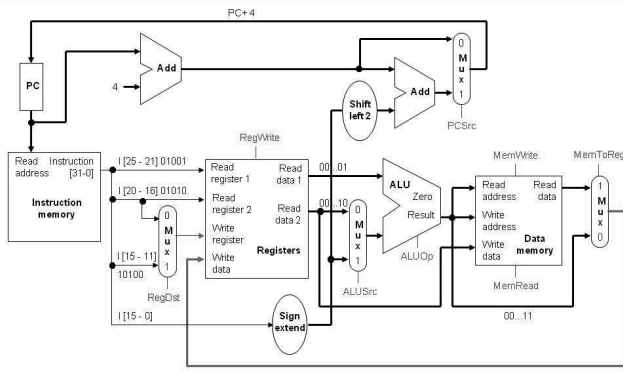 PC+ 4
PC
4
Add
Add
0
M
u
x
1
Shift
left 2
PCSrc
RegWrite
MemWrite
MemToReg
Read
address
Instruction
[31-0]
Instruction
memory
I [25 - 21] 01001
I [20 - 16] 01010
I [15 - 11]
10100
I [15 - 0]
0
M
u
x
1
RegDst
Read
register 1
Read
data 1
Read
register 2
Read
data 2
Write
register
Write
data
Registers
00...01
00...10
0
M
u
x
1
ALUSrc
ALU
Zero
Result
ALUOp
Read
address
Read
data
Write
address
Write
data
Data
memory
MemRead
1
M
u
x
0
Sign
extend
00...11